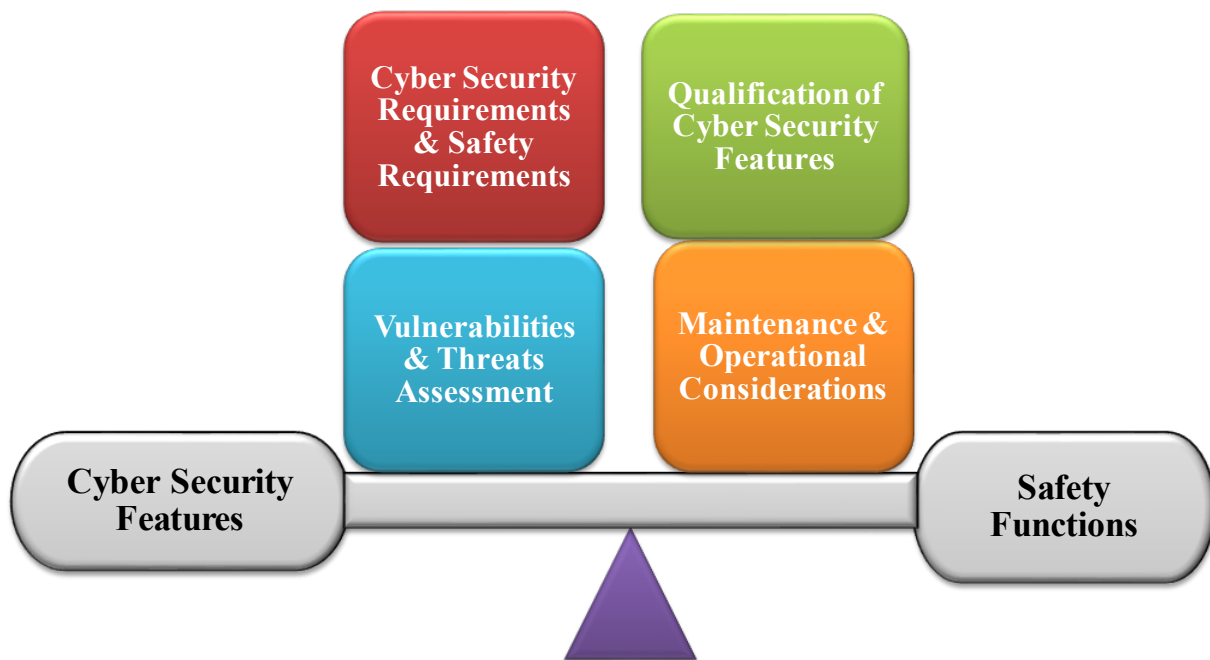 Cyber Security
Requirements
& Safety
Requirements
Qualification of
Cyber Security
Features
Vulnerabilities
& Threats
Assessment
Maintenance &
Operational
Considerations
Cyber Security
Features
Safety
Functions